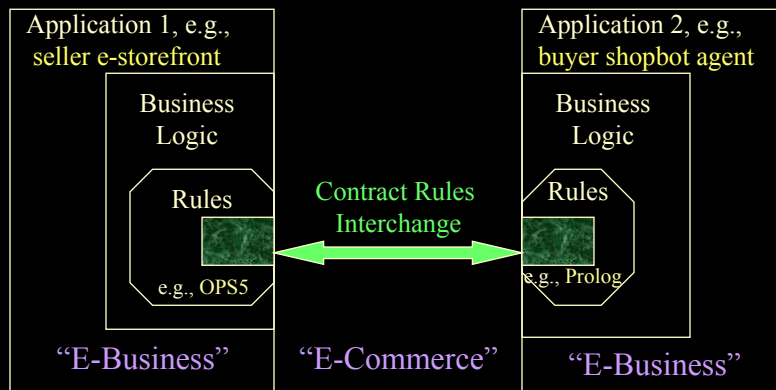 Application 1, e.g.,
seller e-storefront
Business
Logic
Rules
e.g., OPS5
“E-Business”
Contract Rules
Interchange
“E-Commerce”
Application 2, e.g.,
buyer shopbot agent
Business
Logic
Rules
e.g., Prolog
“E-Business”